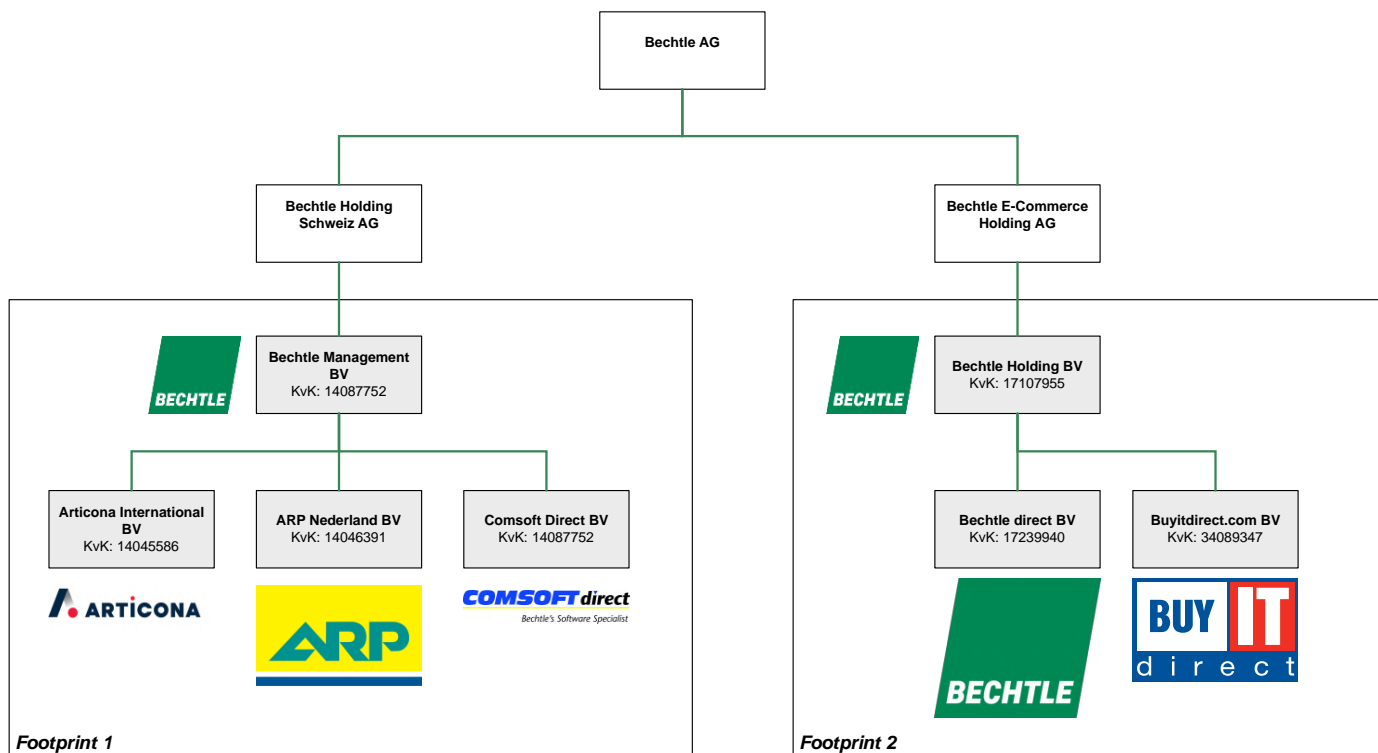 Bechtle AG
Bechtle Holding
Schweiz AG
Bechtle E-Commerce
Holding AG
BECHTLE
Bechtle Management
BV
KvK: 14087752
BECHTLE
Bechtle Holding BV
KvK: 17107955
Articona International
BV
KvK: 14045586
ARP Nederland BV
KvK: 14046391
Comsoft Direct BV
KvK: 14087752
Bechtle direct BV
KvK: 17239940
Buyitdirect.com BV
KvK: 34089347
ARTICONA
ARP
COMSOFT direct
Bechtle's Software Specialist
BECHTLE
BUY IT
direct
Footprint 1
Footprint 2